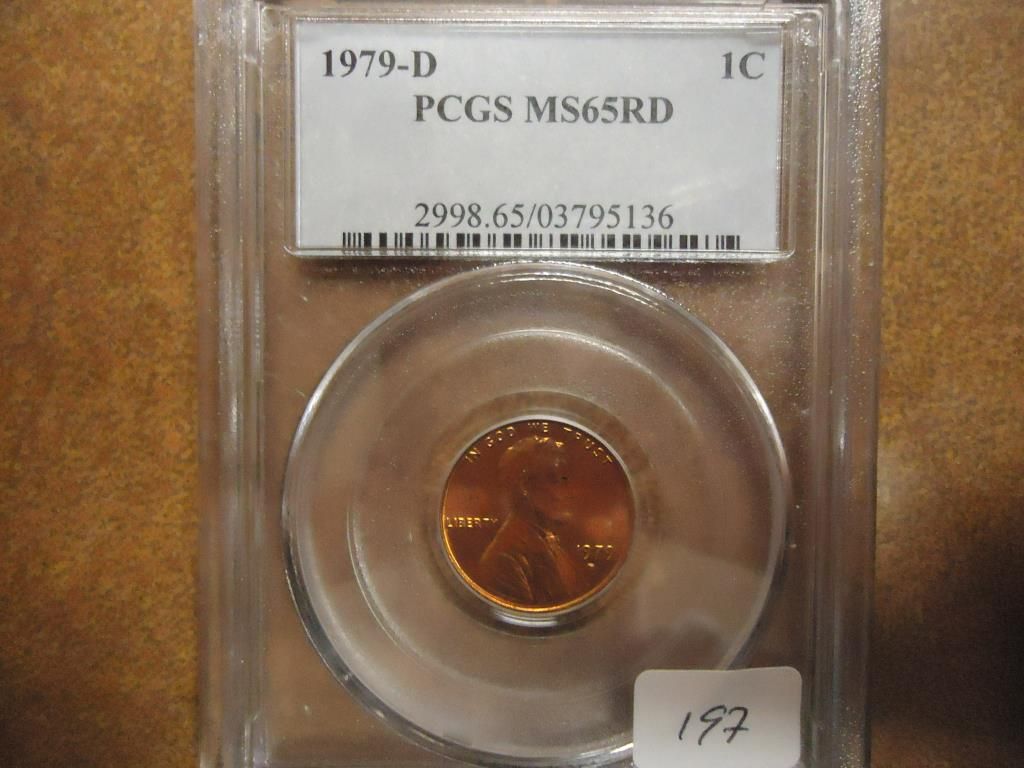 1979-D 1C
PCGS MS65RD
2998.65/03795136
IN GOD WE TRUST
LIBERTY
1979
197